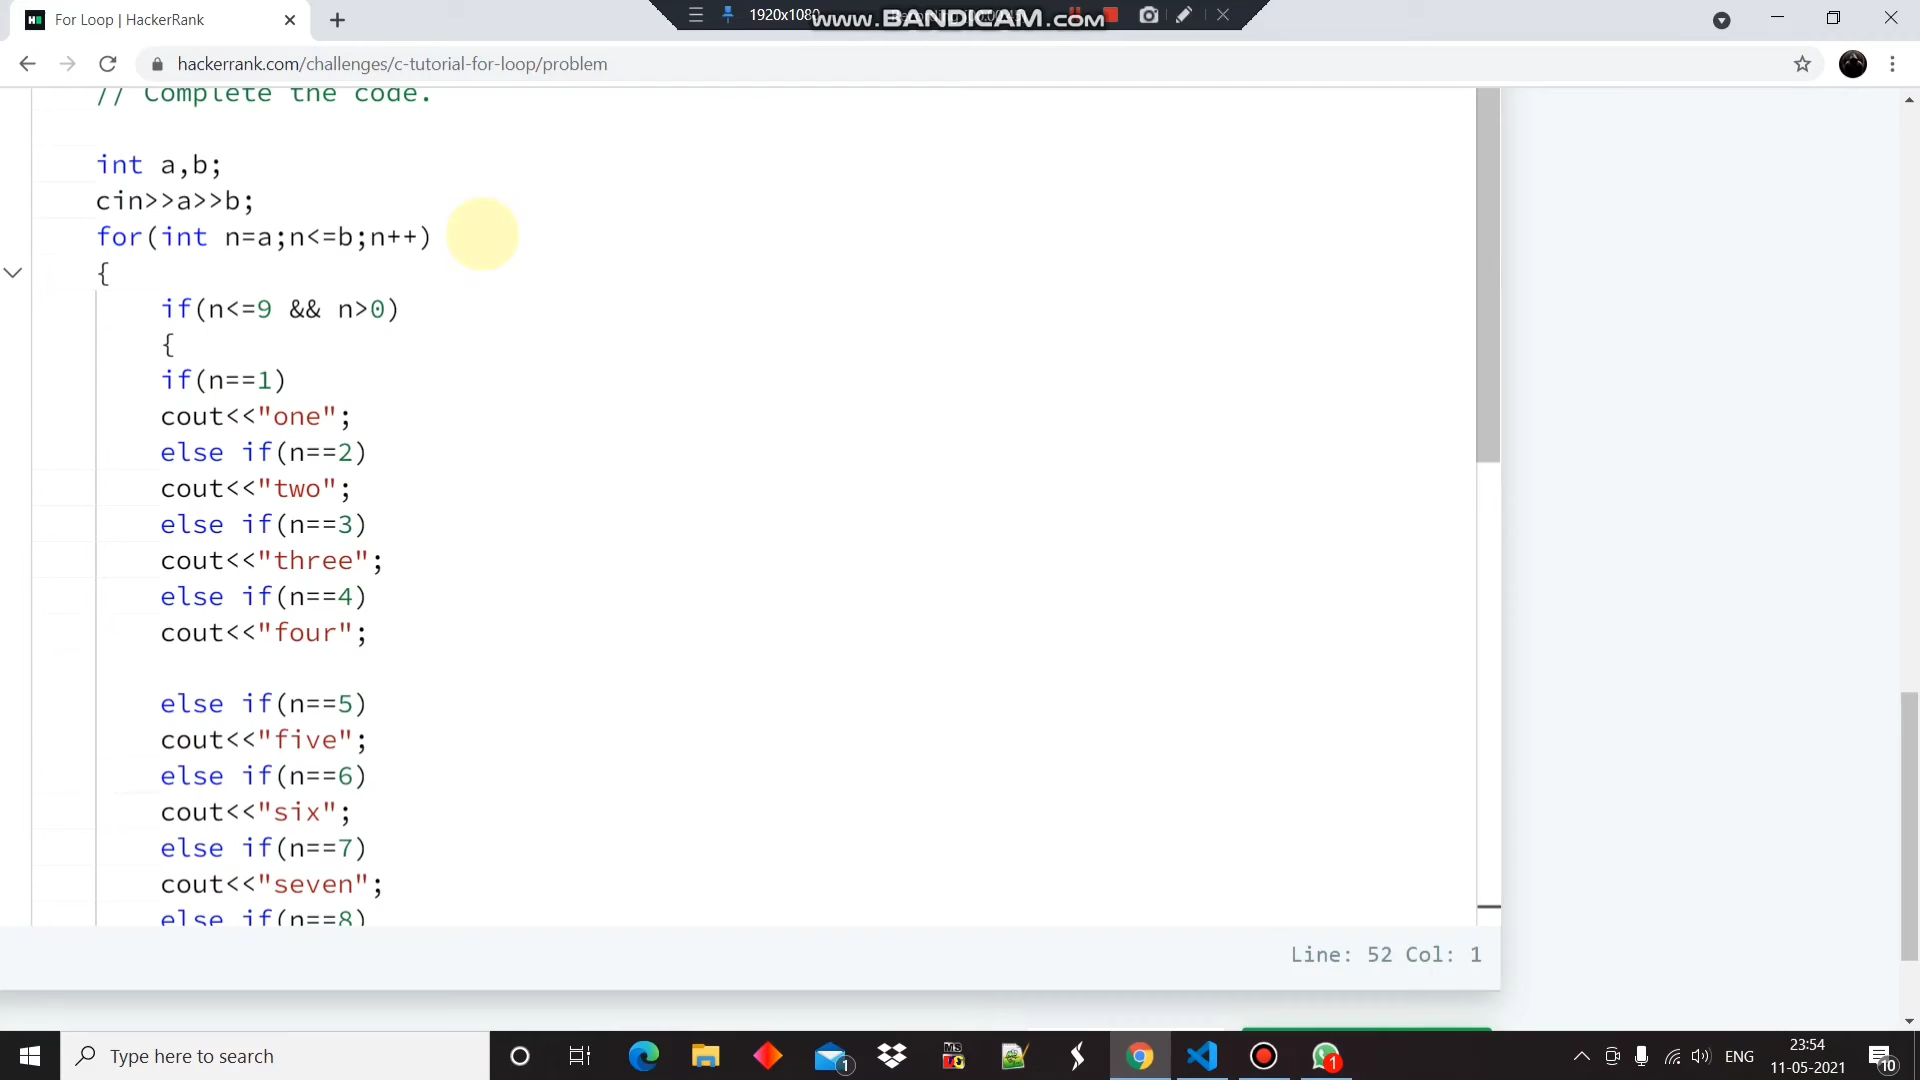 For Loop | HackerRank
1920x1080
www.BANDICAM.com
hackerrank.com/challenges/c-tutorial-for-loop/problem
// Complete the code.
int a,b;
cin>>a>>b;
for(int n=a;n<=b;n++)
{
if(n<=9 && n>0)
{
if(n==1)
cout<<"one";
else if(n==2)
cout<<"two";
else if(n==3)
cout<<"three";
else if(n==4)
cout<<"four";
else if(n==5)
cout<<"five";
else if(n==6)
cout<<"six";
else if(n==7)
cout<<"seven";
else if(n==8)
Line: 52 Col: 1
Type here to search
1
MS
1
ENG
23:54
11-05-2021
10